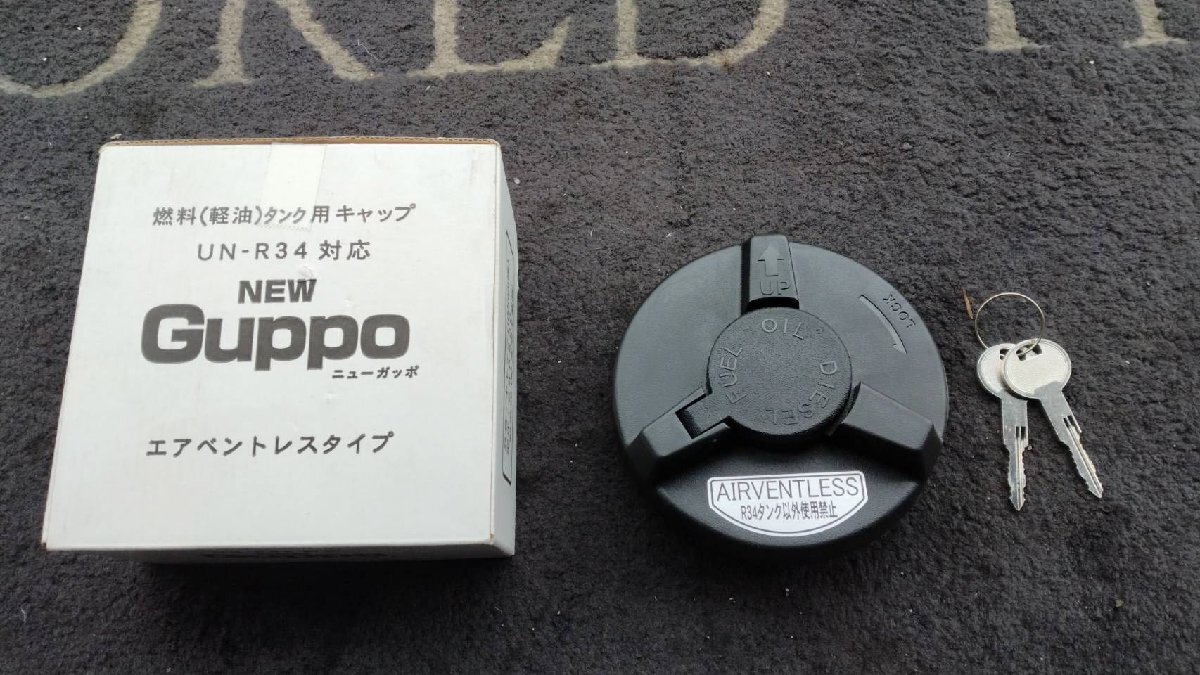 ORLD
燃料(軽油)タンク用キャップ
UN-R34 対応
NEW
Guppo
ニューガッポ
エアベントレスタイプ
↑
UP
LOCK
DIESEL FUEL OIL
AIRVENTLESS
R34タンク以外使用禁止